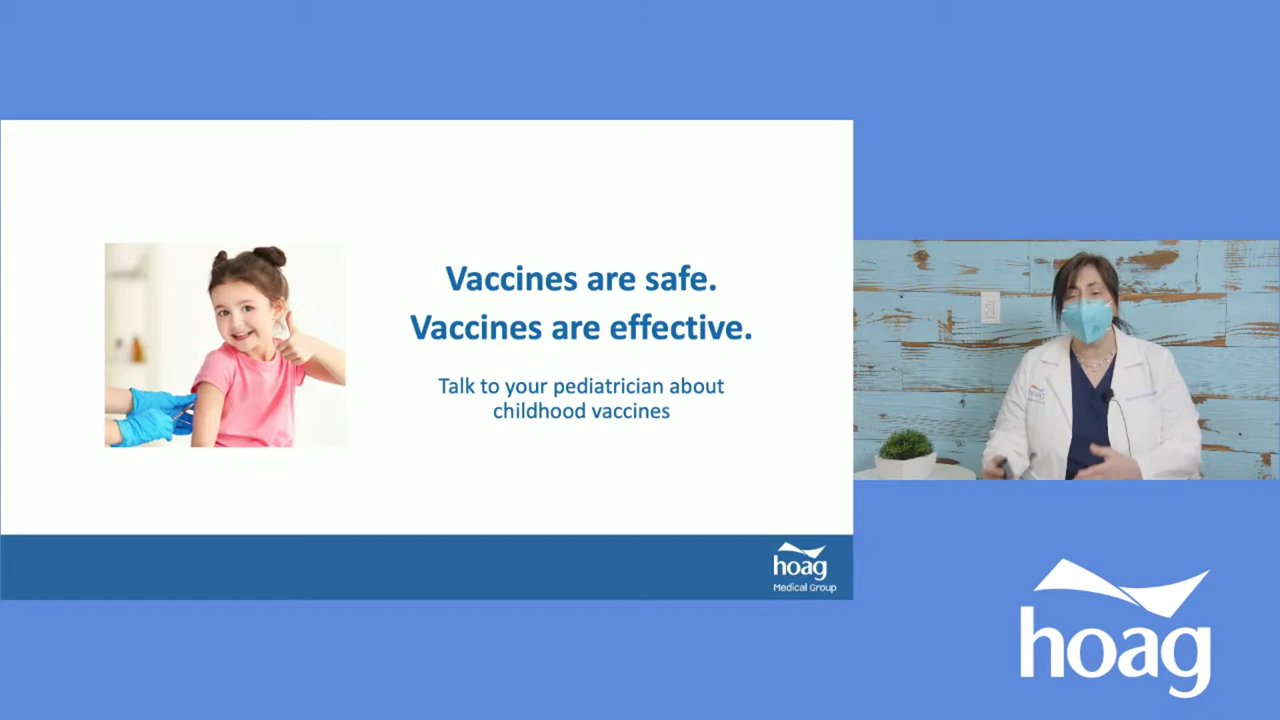 Vaccines are safe.
Vaccines are effective.
Talk to your pediatrician about
childhood vaccines
hoag
Medical Group
hoag